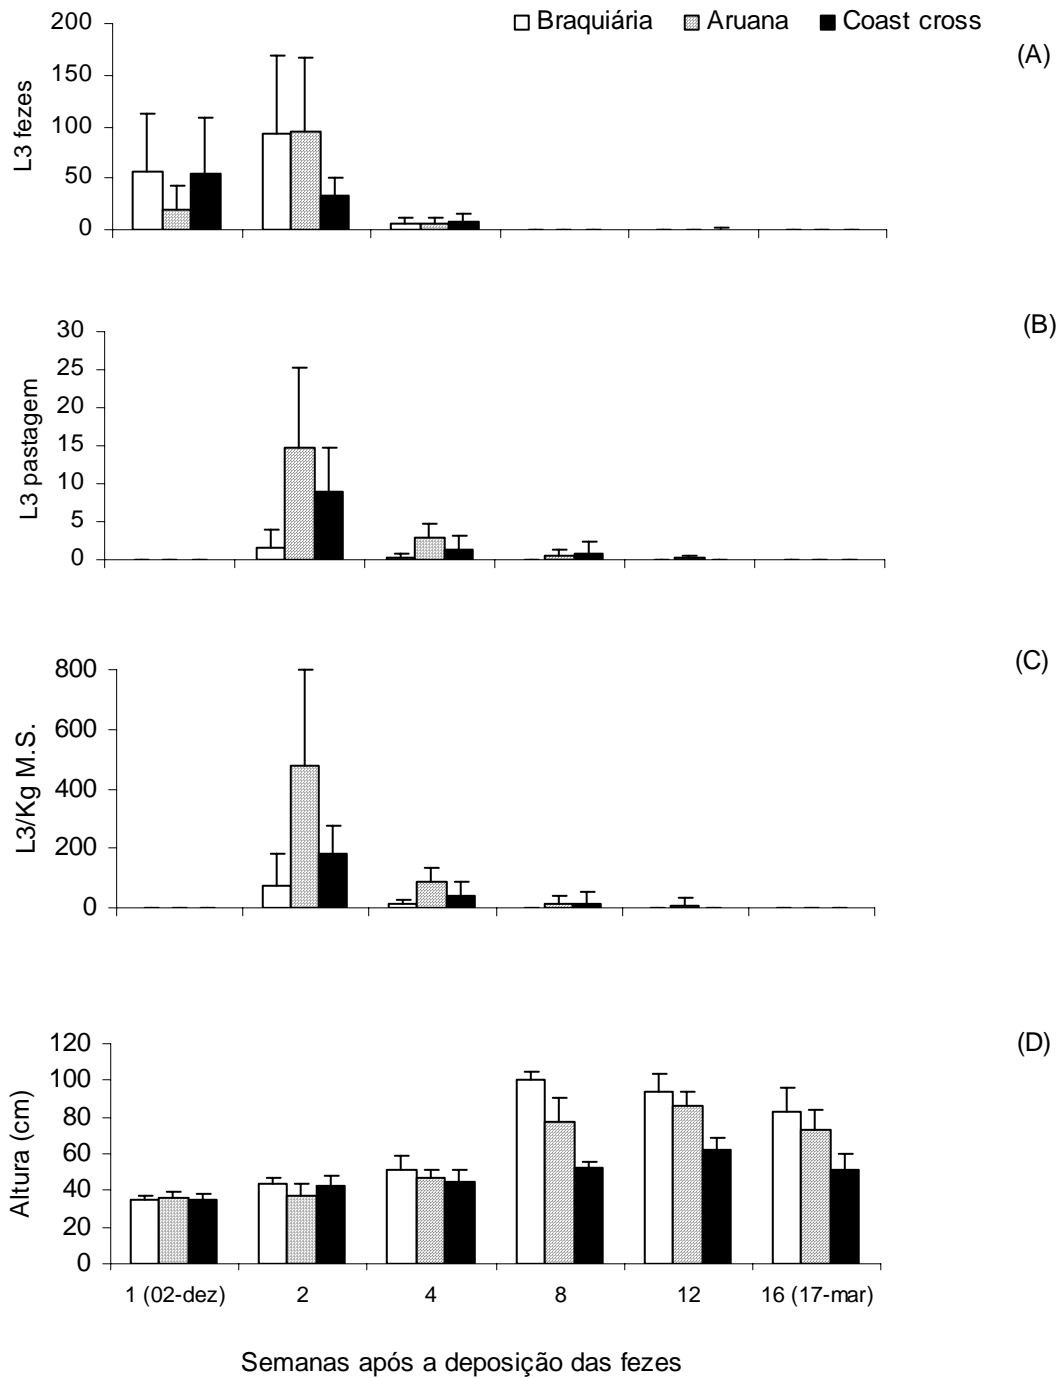 Braquiária Aruana Coast cross
(A)
L3 fezes
200
150
100
50
0
(B)
L3 pastagem
30
25
20
15
10
5
0
(C)
L3/Kg M.S.
800
600
400
200
0
(D)
Altura (cm)
120
100
80
60
40
20
0
1 (02-dez) 2 4 8 12 16 (17-mar)
Semanas após a deposição das fezes